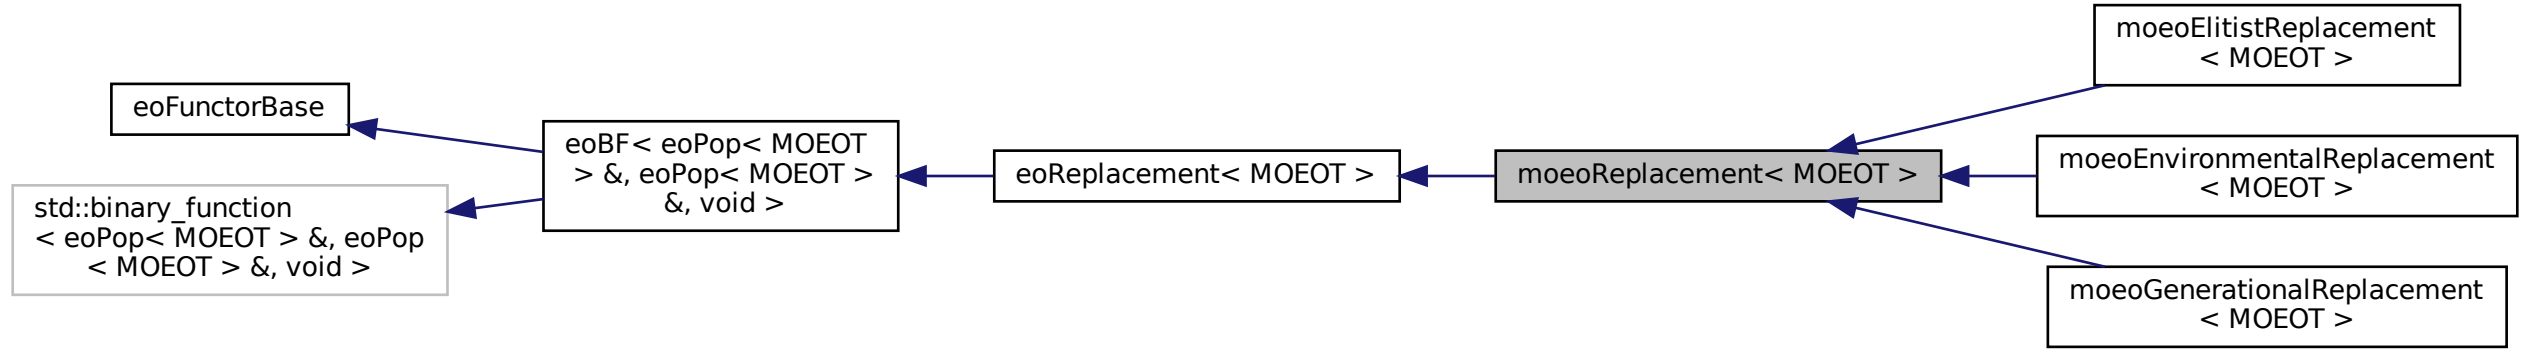 eoFunctorBase
std::binary_function
< eoPop< MOEOT > &, eoPop
< MOEOT > &, void >
eoBF< eoPop< MOEOT
> &, eoPop< MOEOT >
&, void >
eoReplacement< MOEOT >
moeoReplacement< MOEOT >
moeoElitistReplacement
< MOEOT >
moeoEnvironmentalReplacement
< MOEOT >
moeoGenerationalReplacement
< MOEOT >